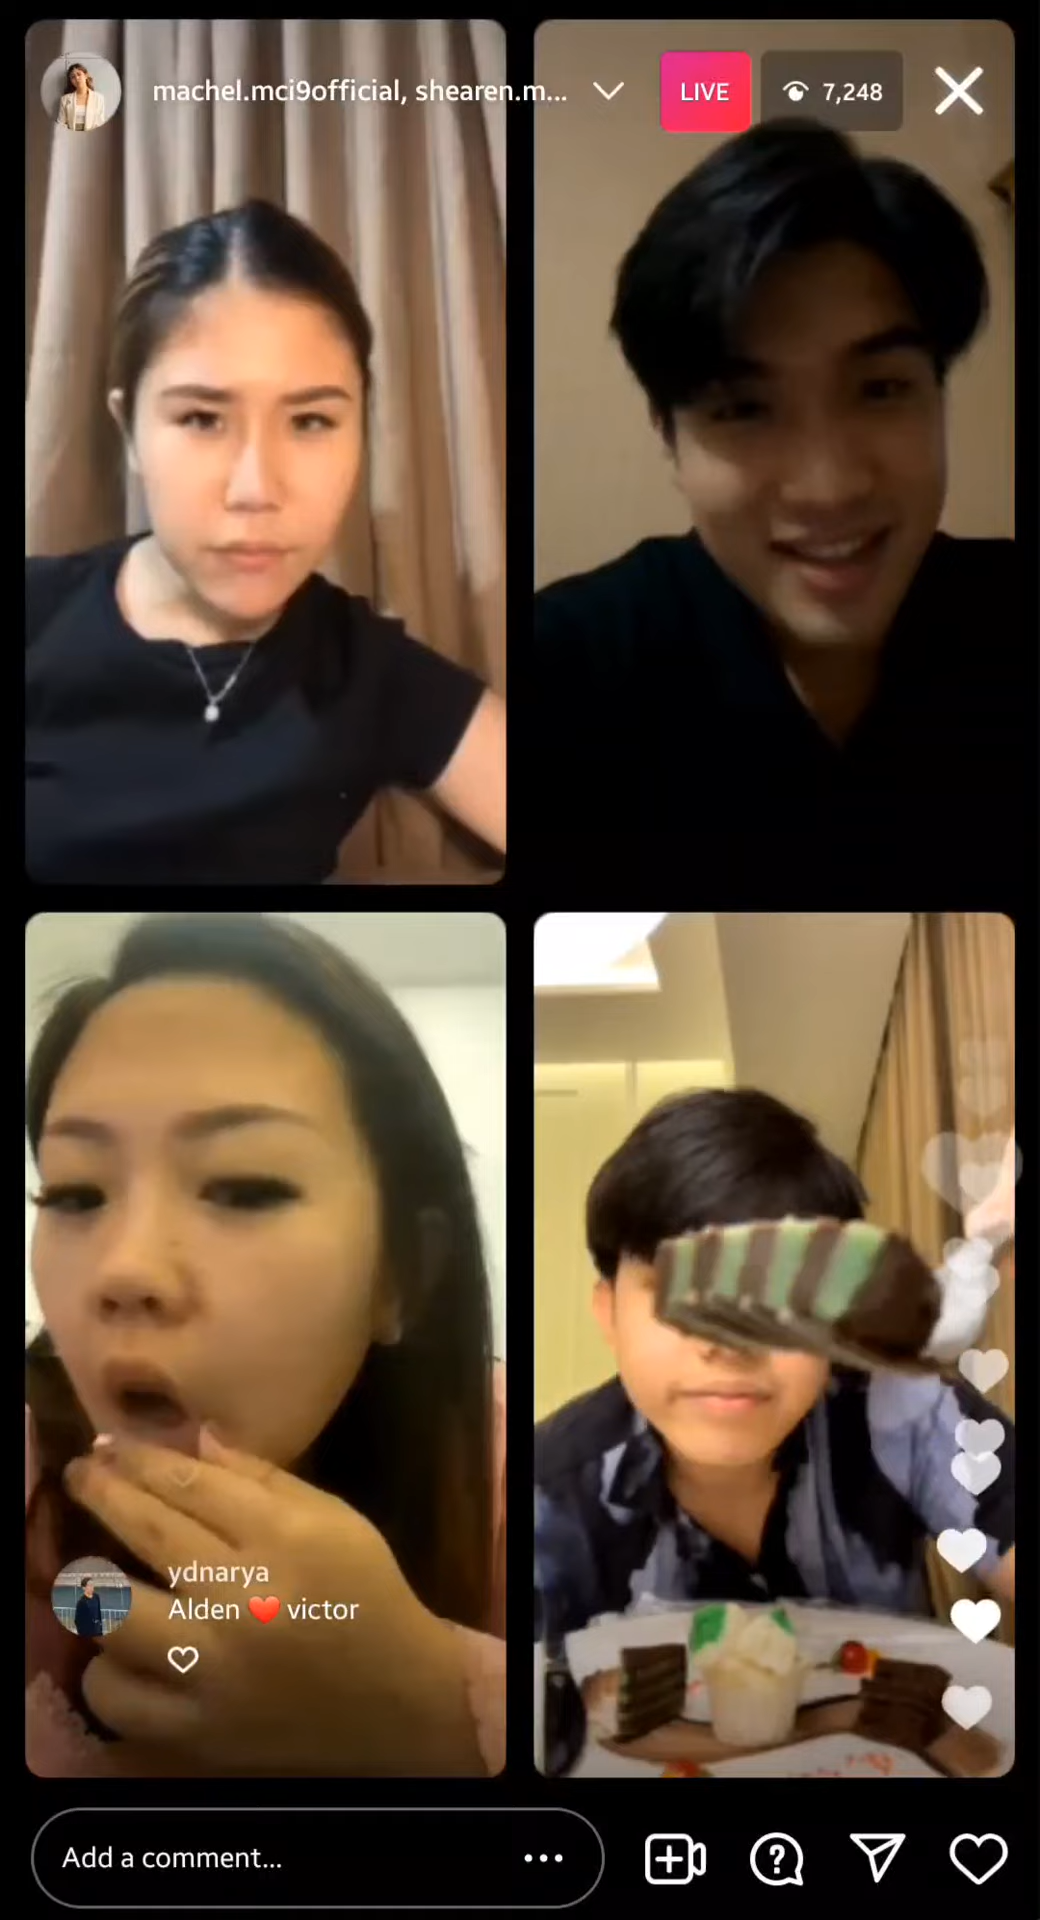 machel.mci9official, shearen.m...
LIVE
7,248
ydnarya
Alden ❤️ victor
Add a comment...